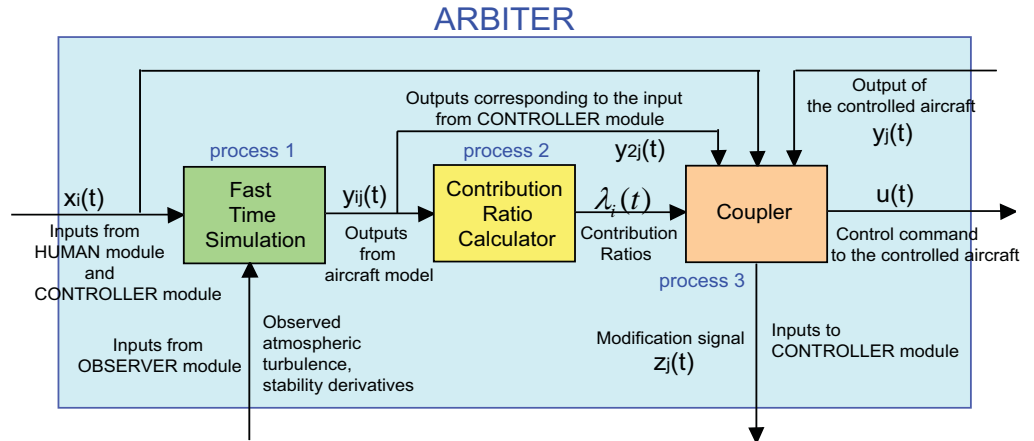 ARBITER
Output of
the controlled aircraft
yj(t)
Outputs corresponding to the input
from CONTROLLER module
y2j(t)
process 1
process 2
xi(t)
Fast
Time
Simulation
yij(t)
Contribution
Ratio
Calculator
λi(t)
Coupler
u(t)
Inputs from
HUMAN module
and
CONTROLLER module
Outputs
from
aircraft model
Contribution
Ratios
Control command
to the controlled aircraft
process 3
Inputs from
OBSERVER module
Observed
atmospheric
turbulence,
stability derivatives
Modification signal
zj(t)
Inputs to
CONTROLLER module